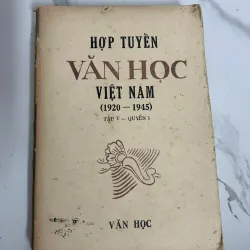 HỢP TUYỂN
VĂN HỌC
VIỆT NAM
(1920 — 1945)
TẬP V — QUYỂN 1
VĂN HỌC